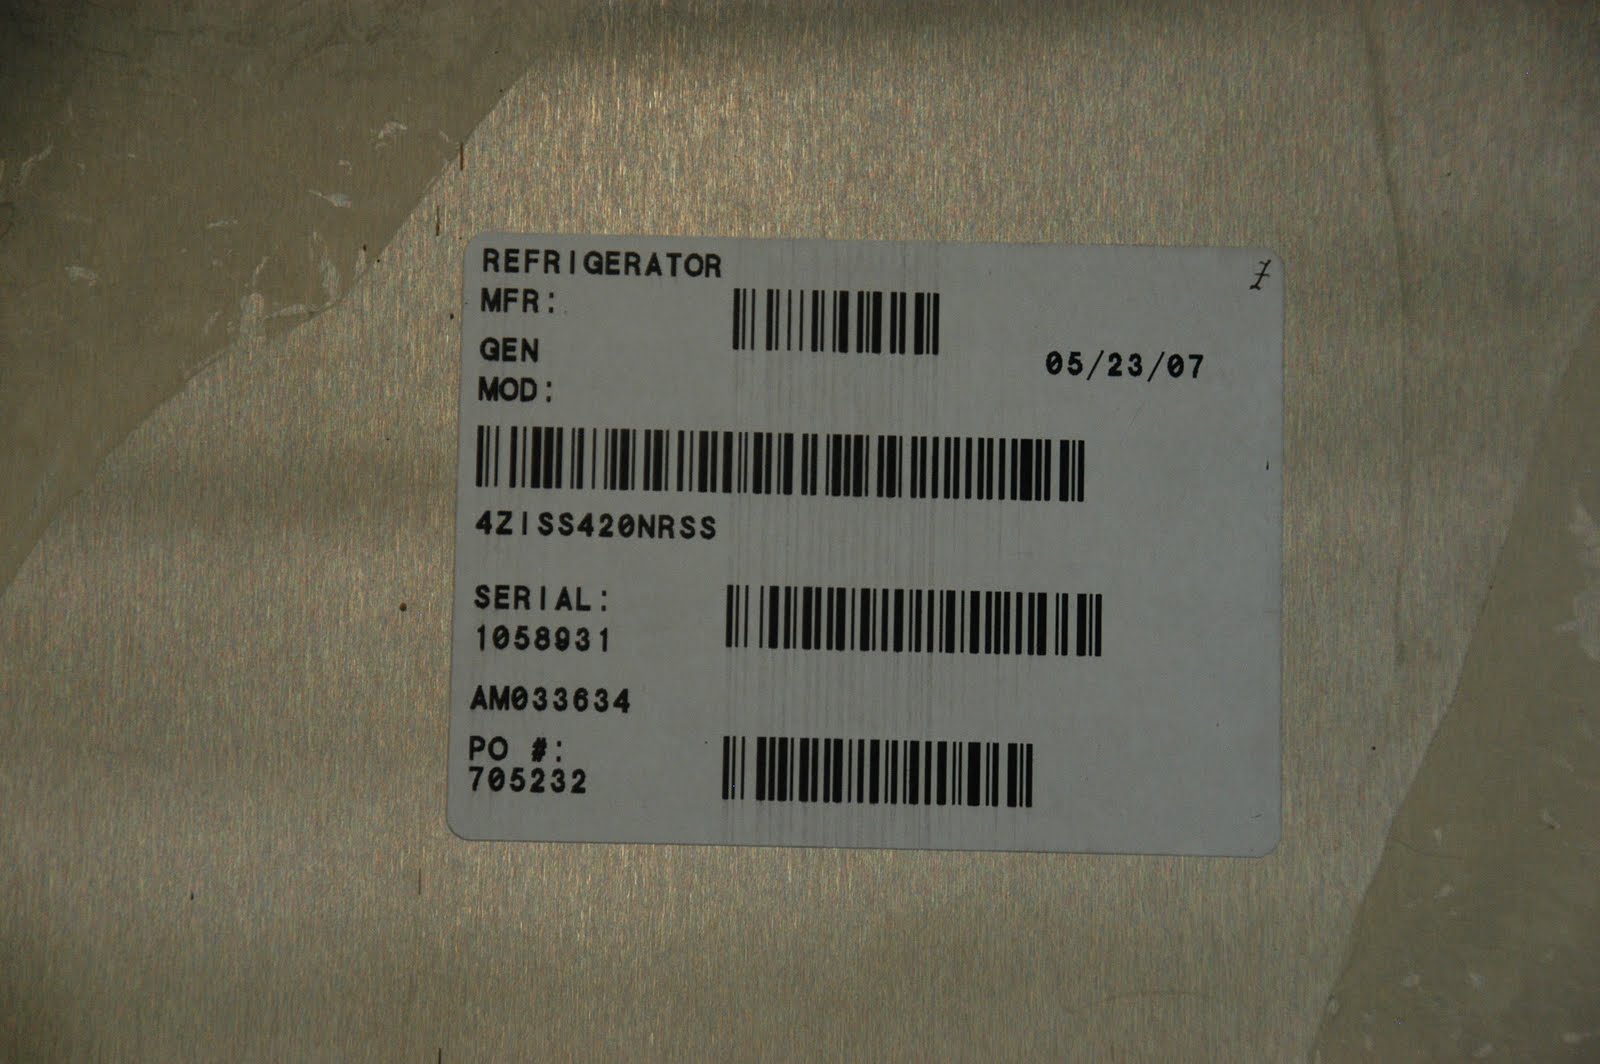 REFRIGERATOR
MFR:
GEN
05/23/07
MOD:
4ZISS420NRSS
SERIAL:
1058931
AM033634
PO #:
705232